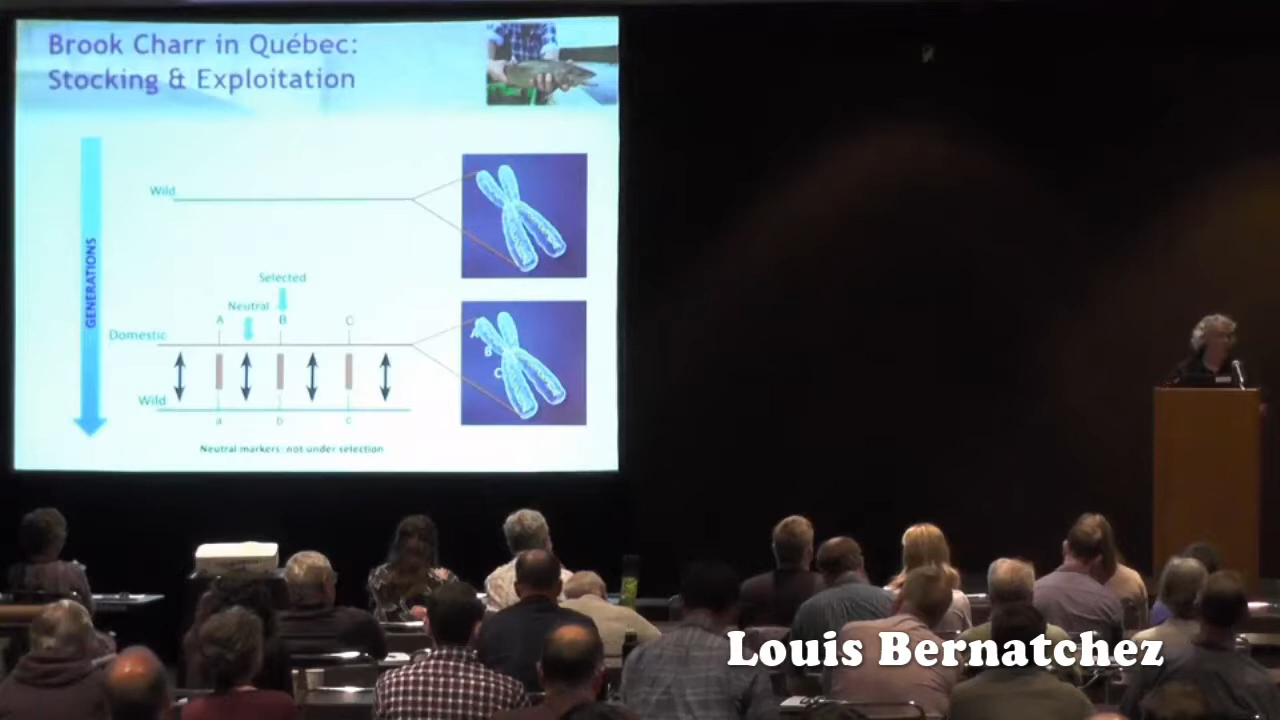 Brook Charr in Québec:
Stocking & Exploitation
Wild
GENERATIONS
Selected
Neutral
A
B
C
Domestic
A
B
C
Wild
a
b
c
Neutral markers: not under selection
Louis Bernatchez